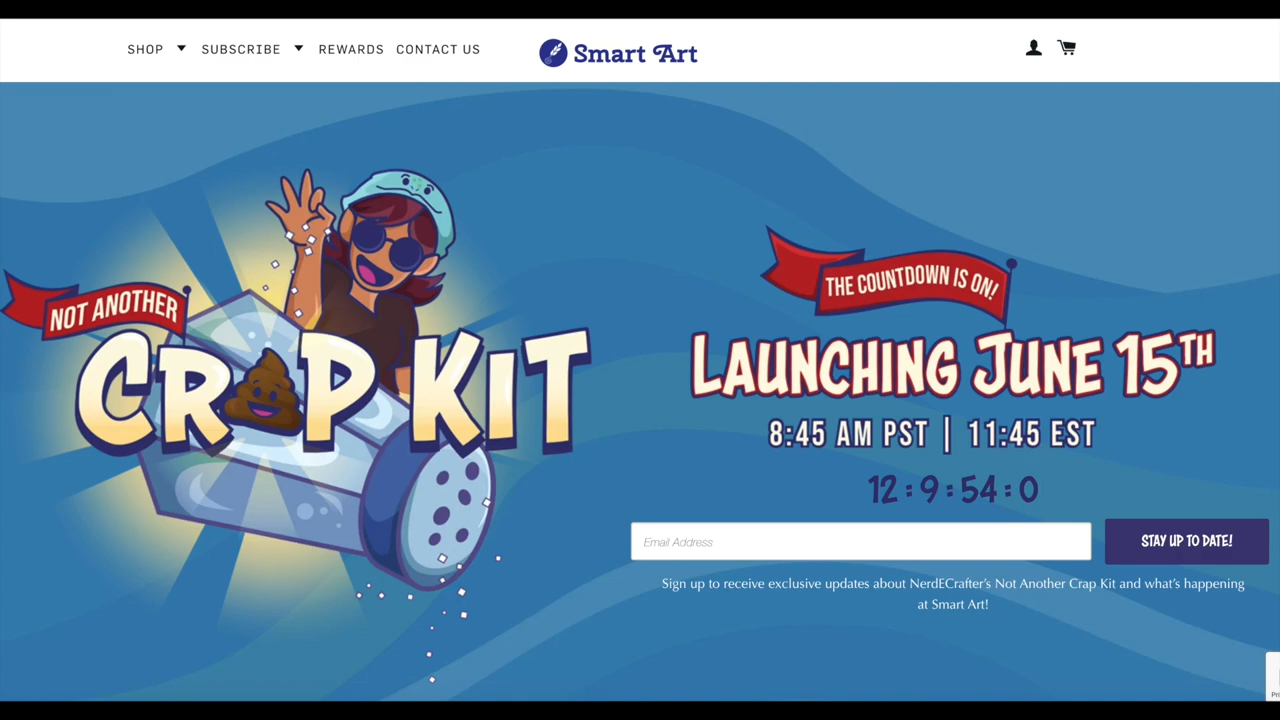 SHOP SUBSCRIBE REWARDS CONTACT US
Smart Art
NOT ANOTHER
CRAP KIT
THE COUNTDOWN IS ON!
LAUNCHING JUNE 15TH
8:45 AM PST | 11:45 EST
12:9:54:0
Email Address
STAY UP TO DATE!
Sign up to receive exclusive updates about NerdECrafter's Not Another Crap Kit and what's happening
at Smart Art!